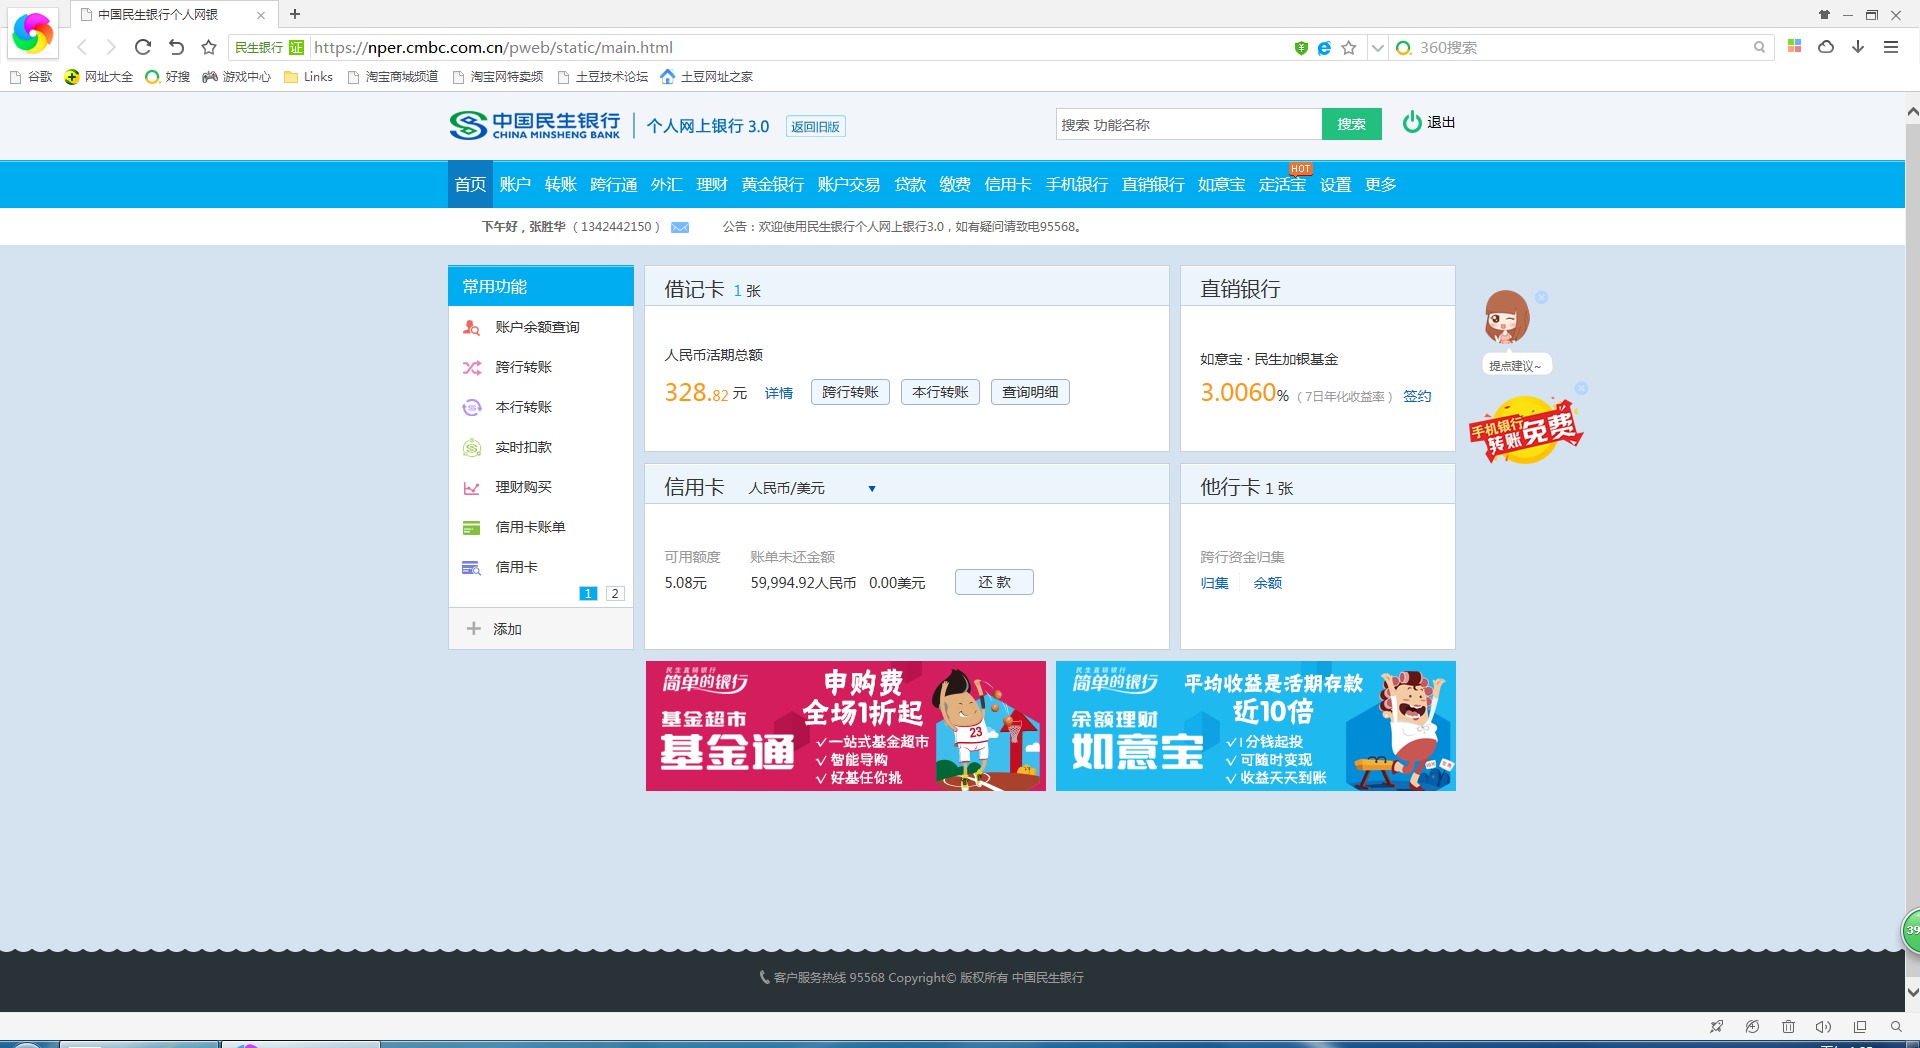 中国民生银行个人网银
民生银行 证 https://nper.cmbc.com.cn/pweb/static/main.html
360搜索
谷歌 网址大全 好搜 游戏中心 Links 淘宝商城频道 淘宝网特卖频 土豆技术论坛 土豆网址之家
中国民生银行
CHINA MINSHENG BANK
个人网上银行 3.0 返回旧版
搜索 功能名称 搜索 退出
首页 账户 转账 跨行通 外汇 理财 黄金银行 账户交易 贷款 缴费 信用卡 手机银行 直销银行 如意宝 定活宝 HOT 设置 更多
下午好，张胜华（1342442150） 公告：欢迎使用民生银行个人网上银行3.0，如有疑问请致电95568。
常用功能
账户余额查询
跨行转账
本行转账
实时扣款
理财购买
信用卡账单
信用卡
1 2
添加
借记卡 1 张
人民币活期总额
328.82 元 详情 跨行转账 本行转账 查询明细
直销银行
如意宝 · 民生加银基金
3.0060% （7日年化收益率） 签约
信用卡 人民币/美元
可用额度 账单未还金额
5.08元 59,994.92人民币 0.00美元 还 款
他行卡 1 张
跨行资金归集
归集 余额
提点建议~
手机银行
转账免费
民生直销银行
简单的银行
基金超市
基金通
申购费
全场1折起
一站式基金超市
智能导购
好基任你挑
23
民生直销银行
简单的银行
余额理财
如意宝
平均收益是活期存款
近10倍
1分钱起投
可随时变现
收益天天到账
39
客户服务热线 95568 Copyright© 版权所有 中国民生银行